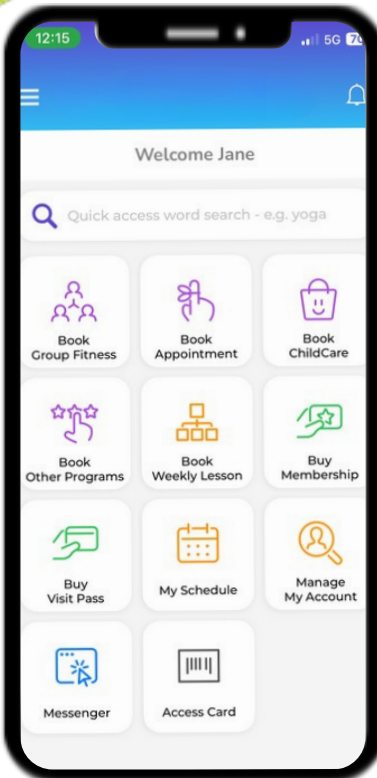 12:15
5G
Welcome Jane
Quick access word search - e.g. yoga
Book
Group Fitness
Book
Appointment
Book
ChildCare
Book
Other Programs
Book
Weekly Lesson
Buy
Membership
Buy
Visit Pass
My Schedule
Manage
My Account
Messenger
Access Card